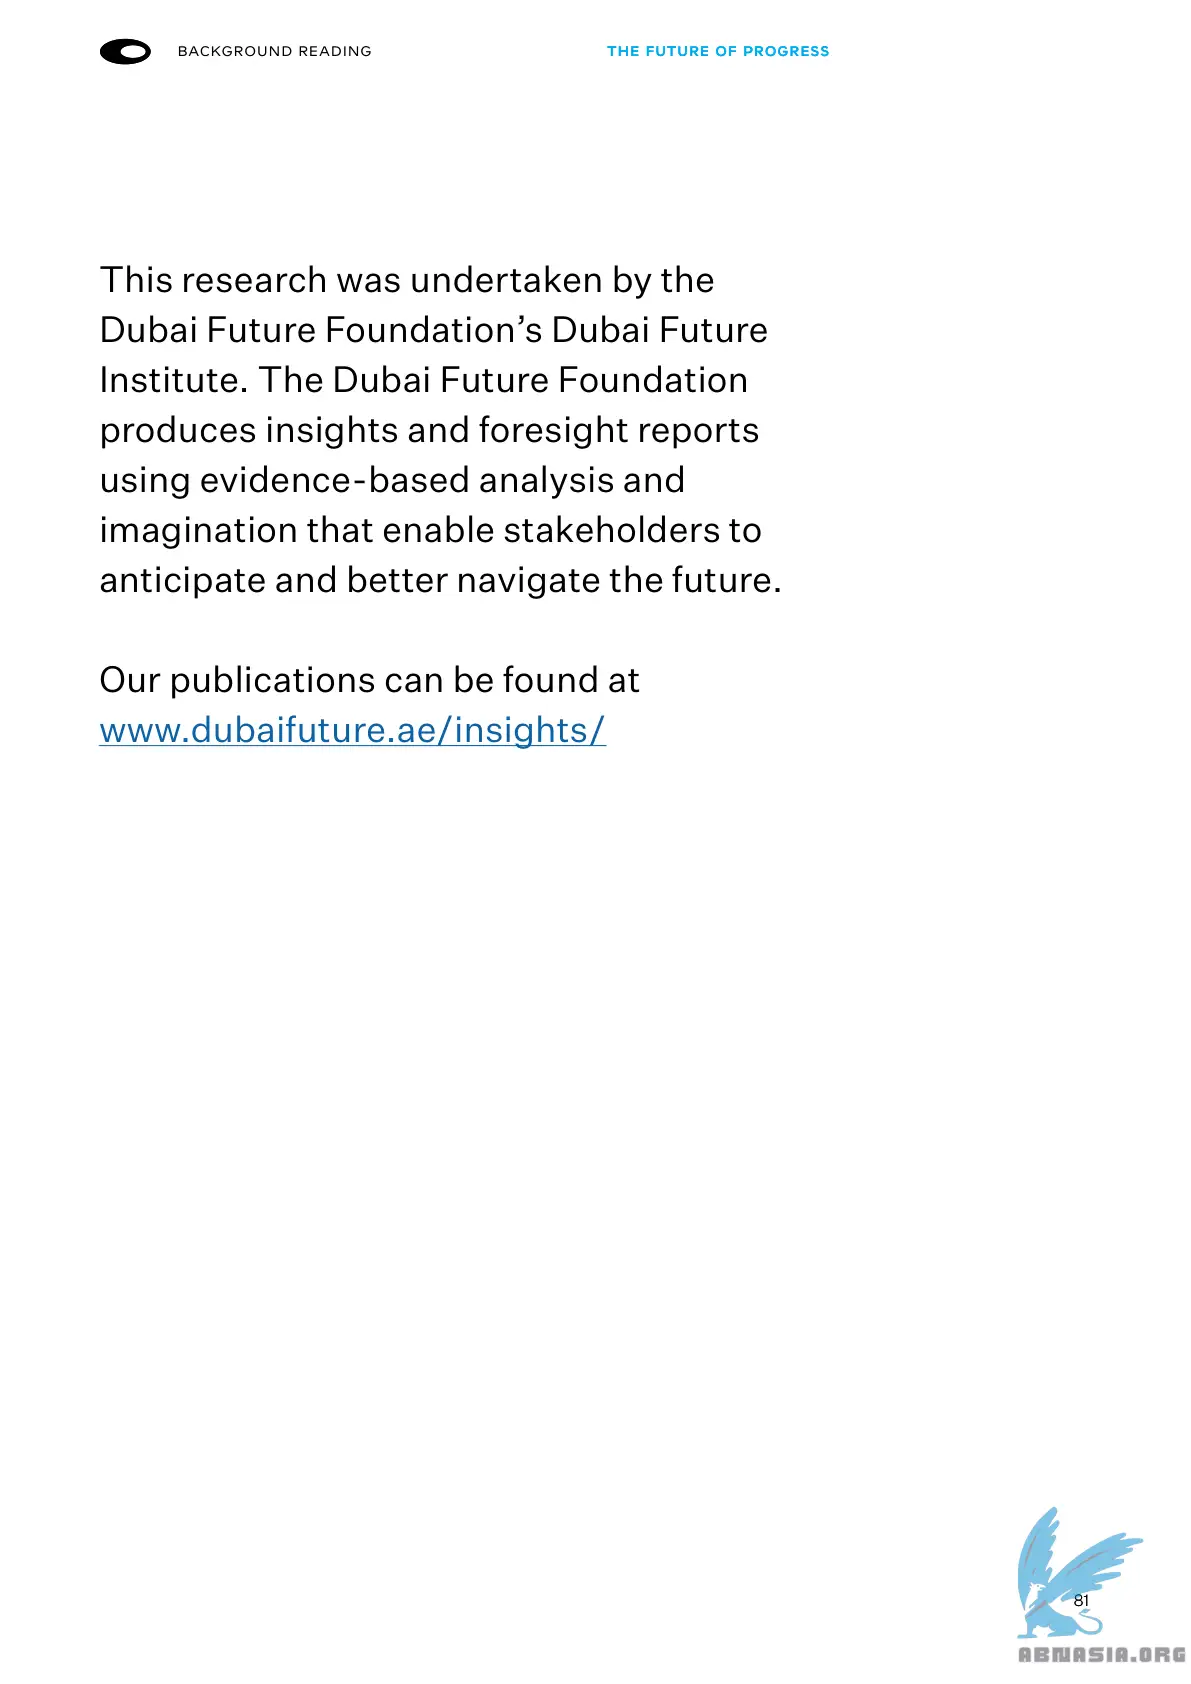 BACKGROUND READING
THE FUTURE OF PROGRESS
This research was undertaken by the
Dubai Future Foundation’s Dubai Future
Institute. The Dubai Future Foundation
produces insights and foresight reports
using evidence-based analysis and
imagination that enable stakeholders to
anticipate and better navigate the future.
Our publications can be found at
www.dubaifuture.ae/insights/
81
ABNASIA.ORG